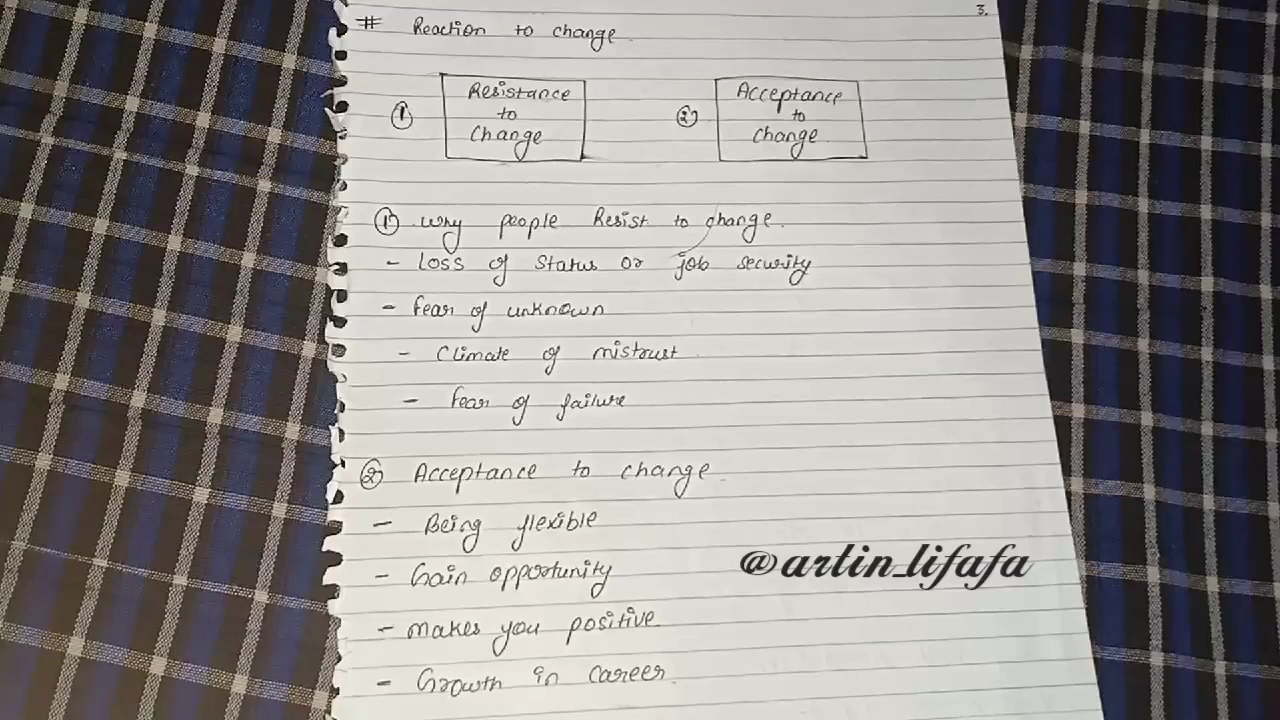 3.
# Reaction to change
① Resistance to change
② Acceptance to change
① Why people Resist to change.
- Loss of status or job security
- Fear of unknown
- Climate of mistrust
- Fear of failure
② Acceptance to change
- Being flexible
- Gain opportunity
- makes you positive
- Growth in career
@artin_lifafa